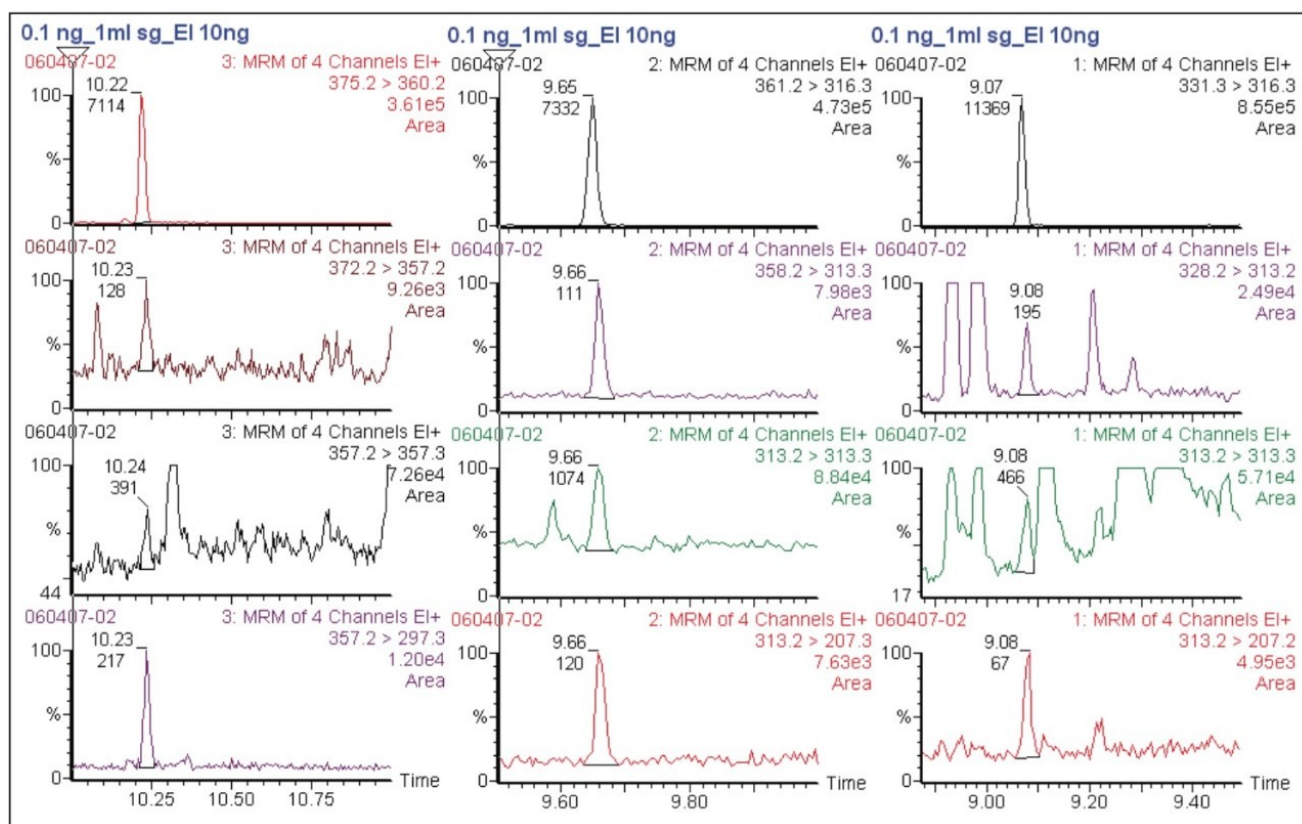 0.1 ng_1ml sg_EI 10ng
060407-02
3: MRM of 4 Channels EI+
375.2 > 360.2
3.61e5
Area
10.22
7114
100
%
0
060407-02
3: MRM of 4 Channels EI+
372.2 > 357.2
9.26e3
Area
10.23
128
100
%
0
060407-02
3: MRM of 4 Channels EI+
357.2 > 357.3
7.26e4
Area
10.24
391
100
%
44
060407-02
3: MRM of 4 Channels EI+
357.2 > 297.3
1.20e4
Area
10.23
217
100
%
0
Time
10.25 10.50 10.75
0.1 ng_1ml sg_EI 10ng
060407-02
2: MRM of 4 Channels EI+
361.2 > 316.3
4.73e5
Area
9.65
7332
100
%
0
060407-02
2: MRM of 4 Channels EI+
358.2 > 313.3
7.98e3
Area
9.66
111
100
%
0
060407-02
2: MRM of 4 Channels EI+
313.2 > 313.3
8.84e4
Area
9.66
1074
100
%
0
060407-02
2: MRM of 4 Channels EI+
313.2 > 207.3
7.63e3
Area
9.66
120
100
%
0
Time
9.60 9.80
0.1 ng_1ml sg_EI 10ng
060407-02
1: MRM of 4 Channels EI+
331.3 > 316.3
8.55e5
Area
9.07
11369
100
%
0
060407-02
1: MRM of 4 Channels EI+
328.2 > 313.2
2.49e4
Area
9.08
195
100
%
0
060407-02
1: MRM of 4 Channels EI+
313.2 > 313.3
5.71e4
Area
9.08
466
100
%
17
060407-02
1: MRM of 4 Channels EI+
313.2 > 207.2
4.95e3
Area
9.08
67
100
%
0
Time
9.00 9.20 9.40